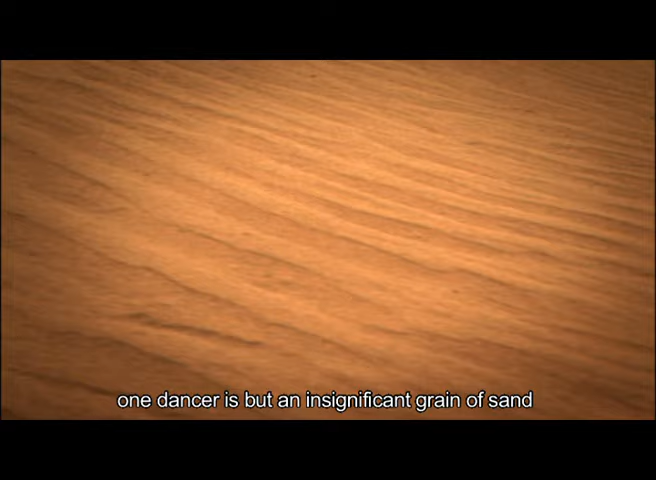 one dancer is but an insignificant grain of sand